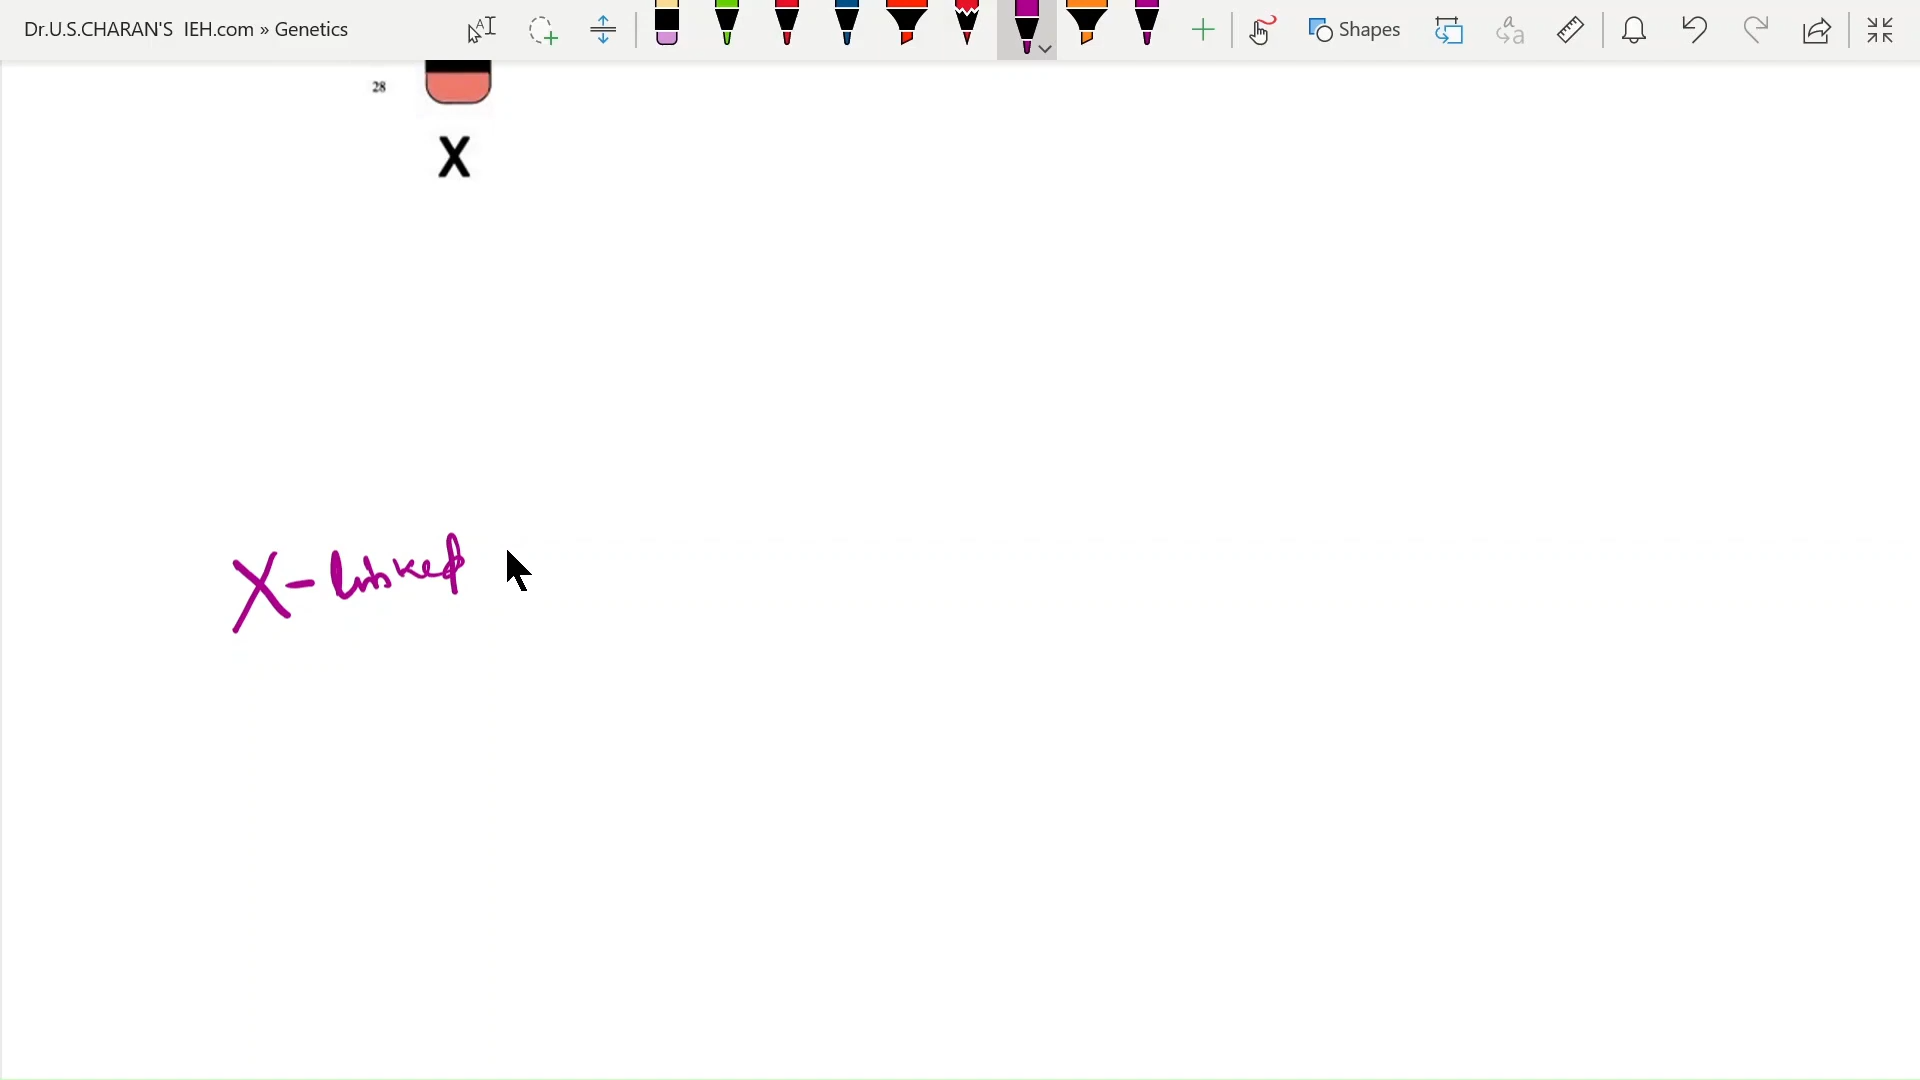 Dr.U.S.CHARAN'S IEH.com » Genetics
Shapes
28
X
X-linked